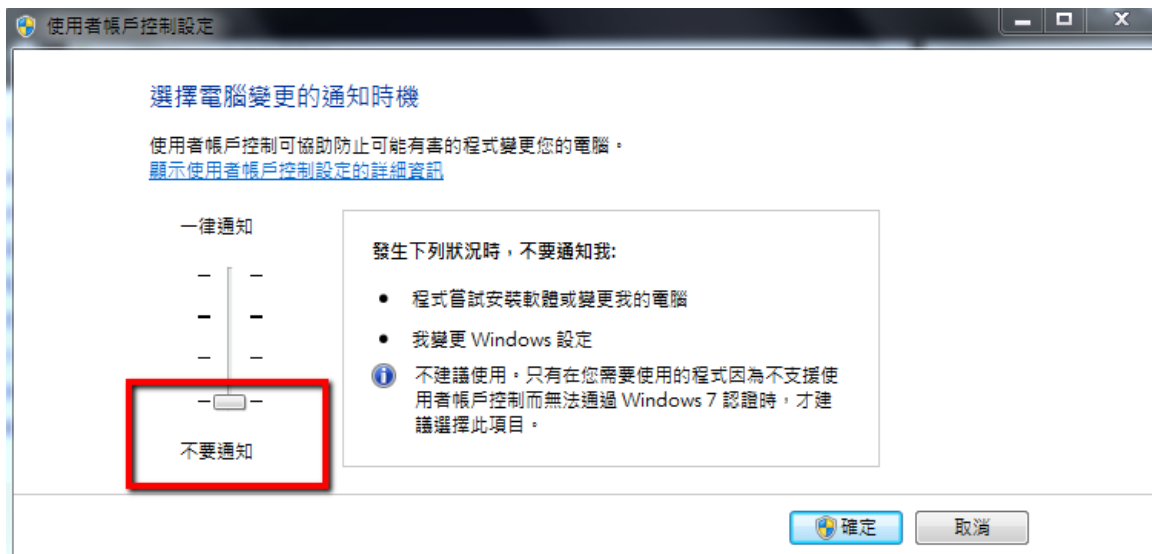 使用者帳戶控制設定
選擇電腦變更的通知時機
使用者帳戶控制可協助防止可能有害的程式變更您的電腦。
顯示使用者帳戶控制設定的詳細資訊
一律通知
發生下列狀況時，不要通知我:
程式嘗試安裝軟體或變更我的電腦
我變更 Windows 設定
不建議使用。只有在您需要使用的程式因為不支援使
用者帳戶控制而無法通過 Windows 7 認證時，才建
議選擇此項目。
不要通知
確定
取消